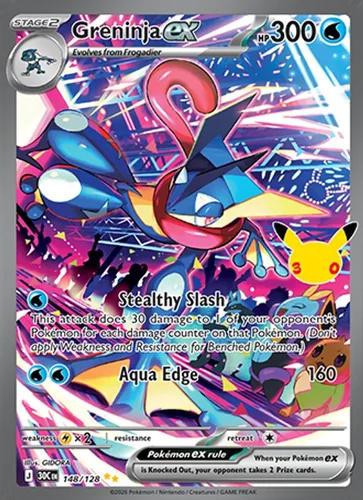 STAGE 2
Greninja ex
HP 300
Evolves from Frogadier
30
Stealthy Slash
This attack does 30 damage to 1 of your opponent's
Pokémon for each damage counter on that Pokémon. (Don't
apply Weakness and Resistance for Benched Pokémon.)
Aqua Edge 160
weakness ×2 resistance retreat
Illus. GIDORA
Pokémon ex rule
When your Pokémon ex
is Knocked Out, your opponent takes 2 Prize cards.
J 30C EN 148/128
©2026 Pokémon / Nintendo / Creatures / GAME FREAK